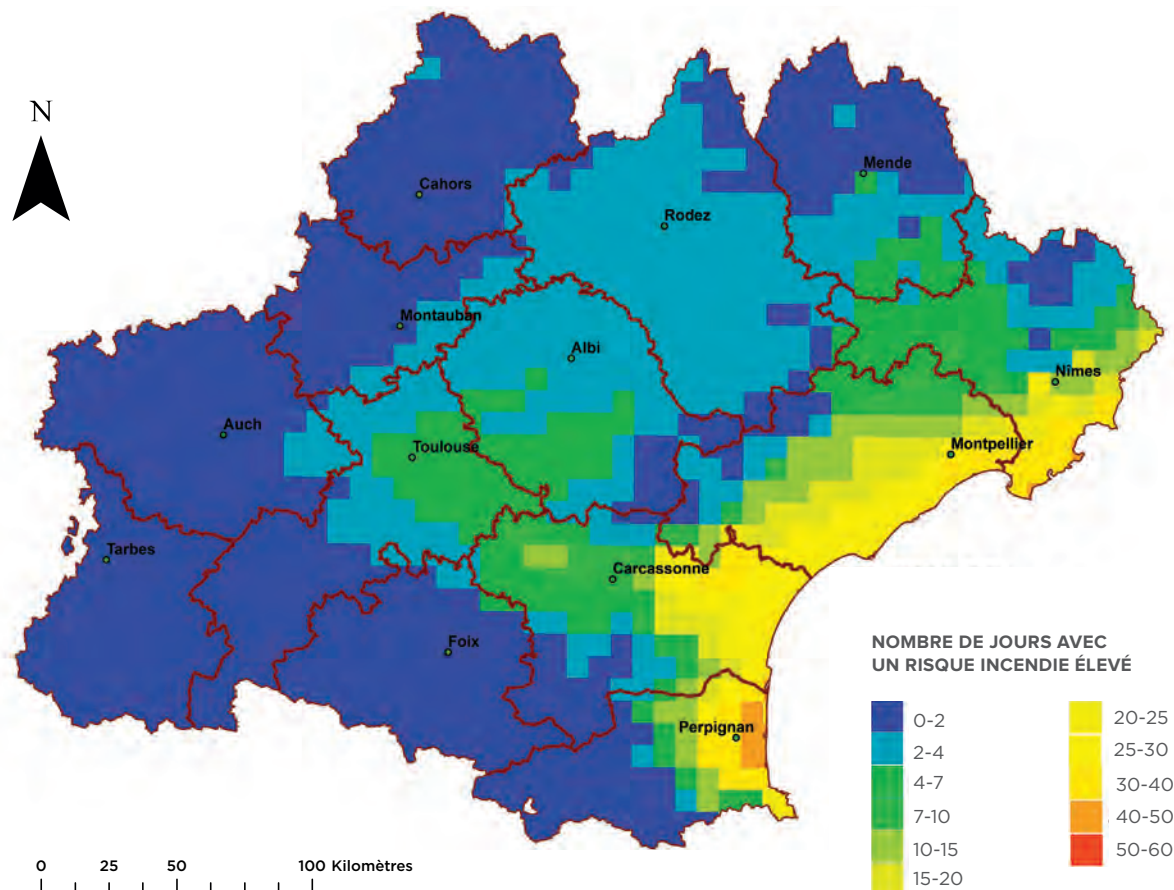 N
Cahors
Mende
Rodez
Montauban
Albi
Nîmes
Auch
Toulouse
Montpellier
Tarbes
Carcassonne
Foix
Perpignan
NOMBRE DE JOURS AVEC
UN RISQUE INCENDIE ÉLEVÉ
0-2
2-4
4-7
7-10
10-15
15-20
20-25
25-30
30-40
40-50
50-60
0 25 50 100 Kilomètres